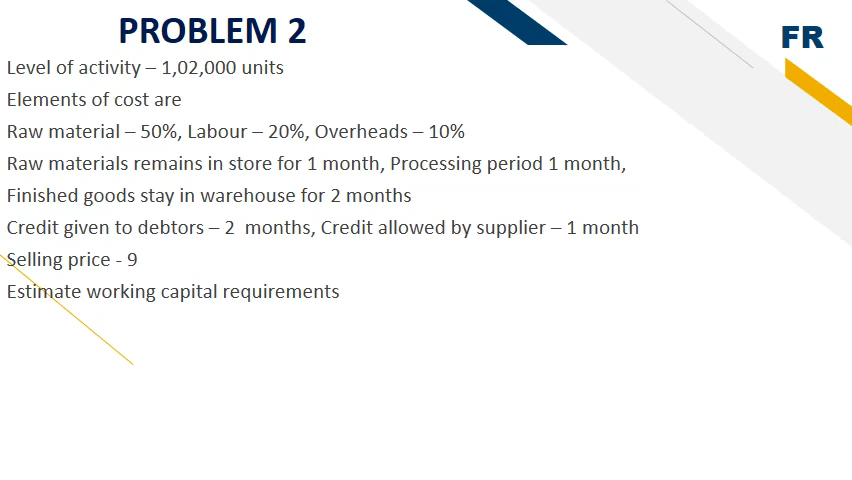 PROBLEM 2
FR
Level of activity – 1,02,000 units
Elements of cost are
Raw material – 50%, Labour – 20%, Overheads – 10%
Raw materials remains in store for 1 month, Processing period 1 month,
Finished goods stay in warehouse for 2 months
Credit given to debtors – 2  months, Credit allowed by supplier – 1 month
Selling price - 9
Estimate working capital requirements